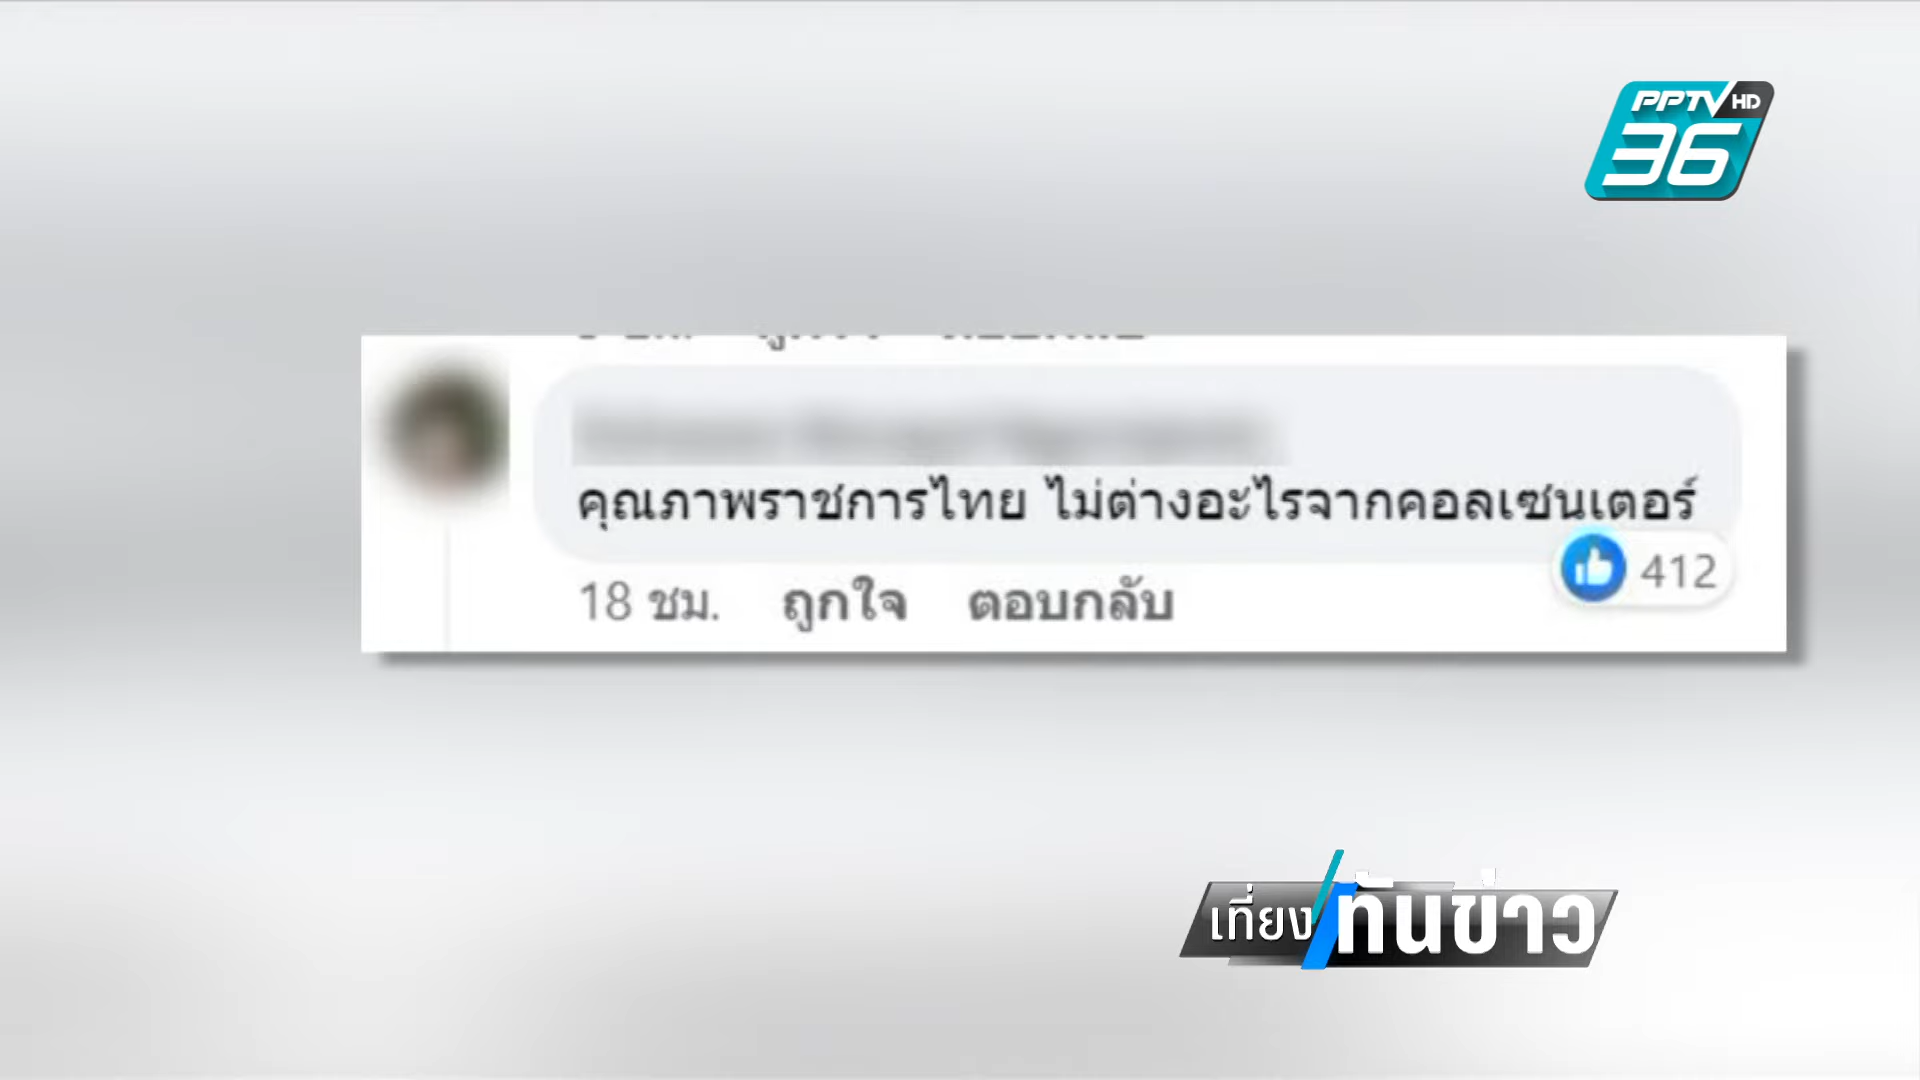 PPTV HD
36
คุณภาพราชการไทย ไม่ต่างอะไรจากคอลเซนเตอร์
412
18 ชม. ถูกใจ ตอบกลับ
เที่ยงทันข่าว